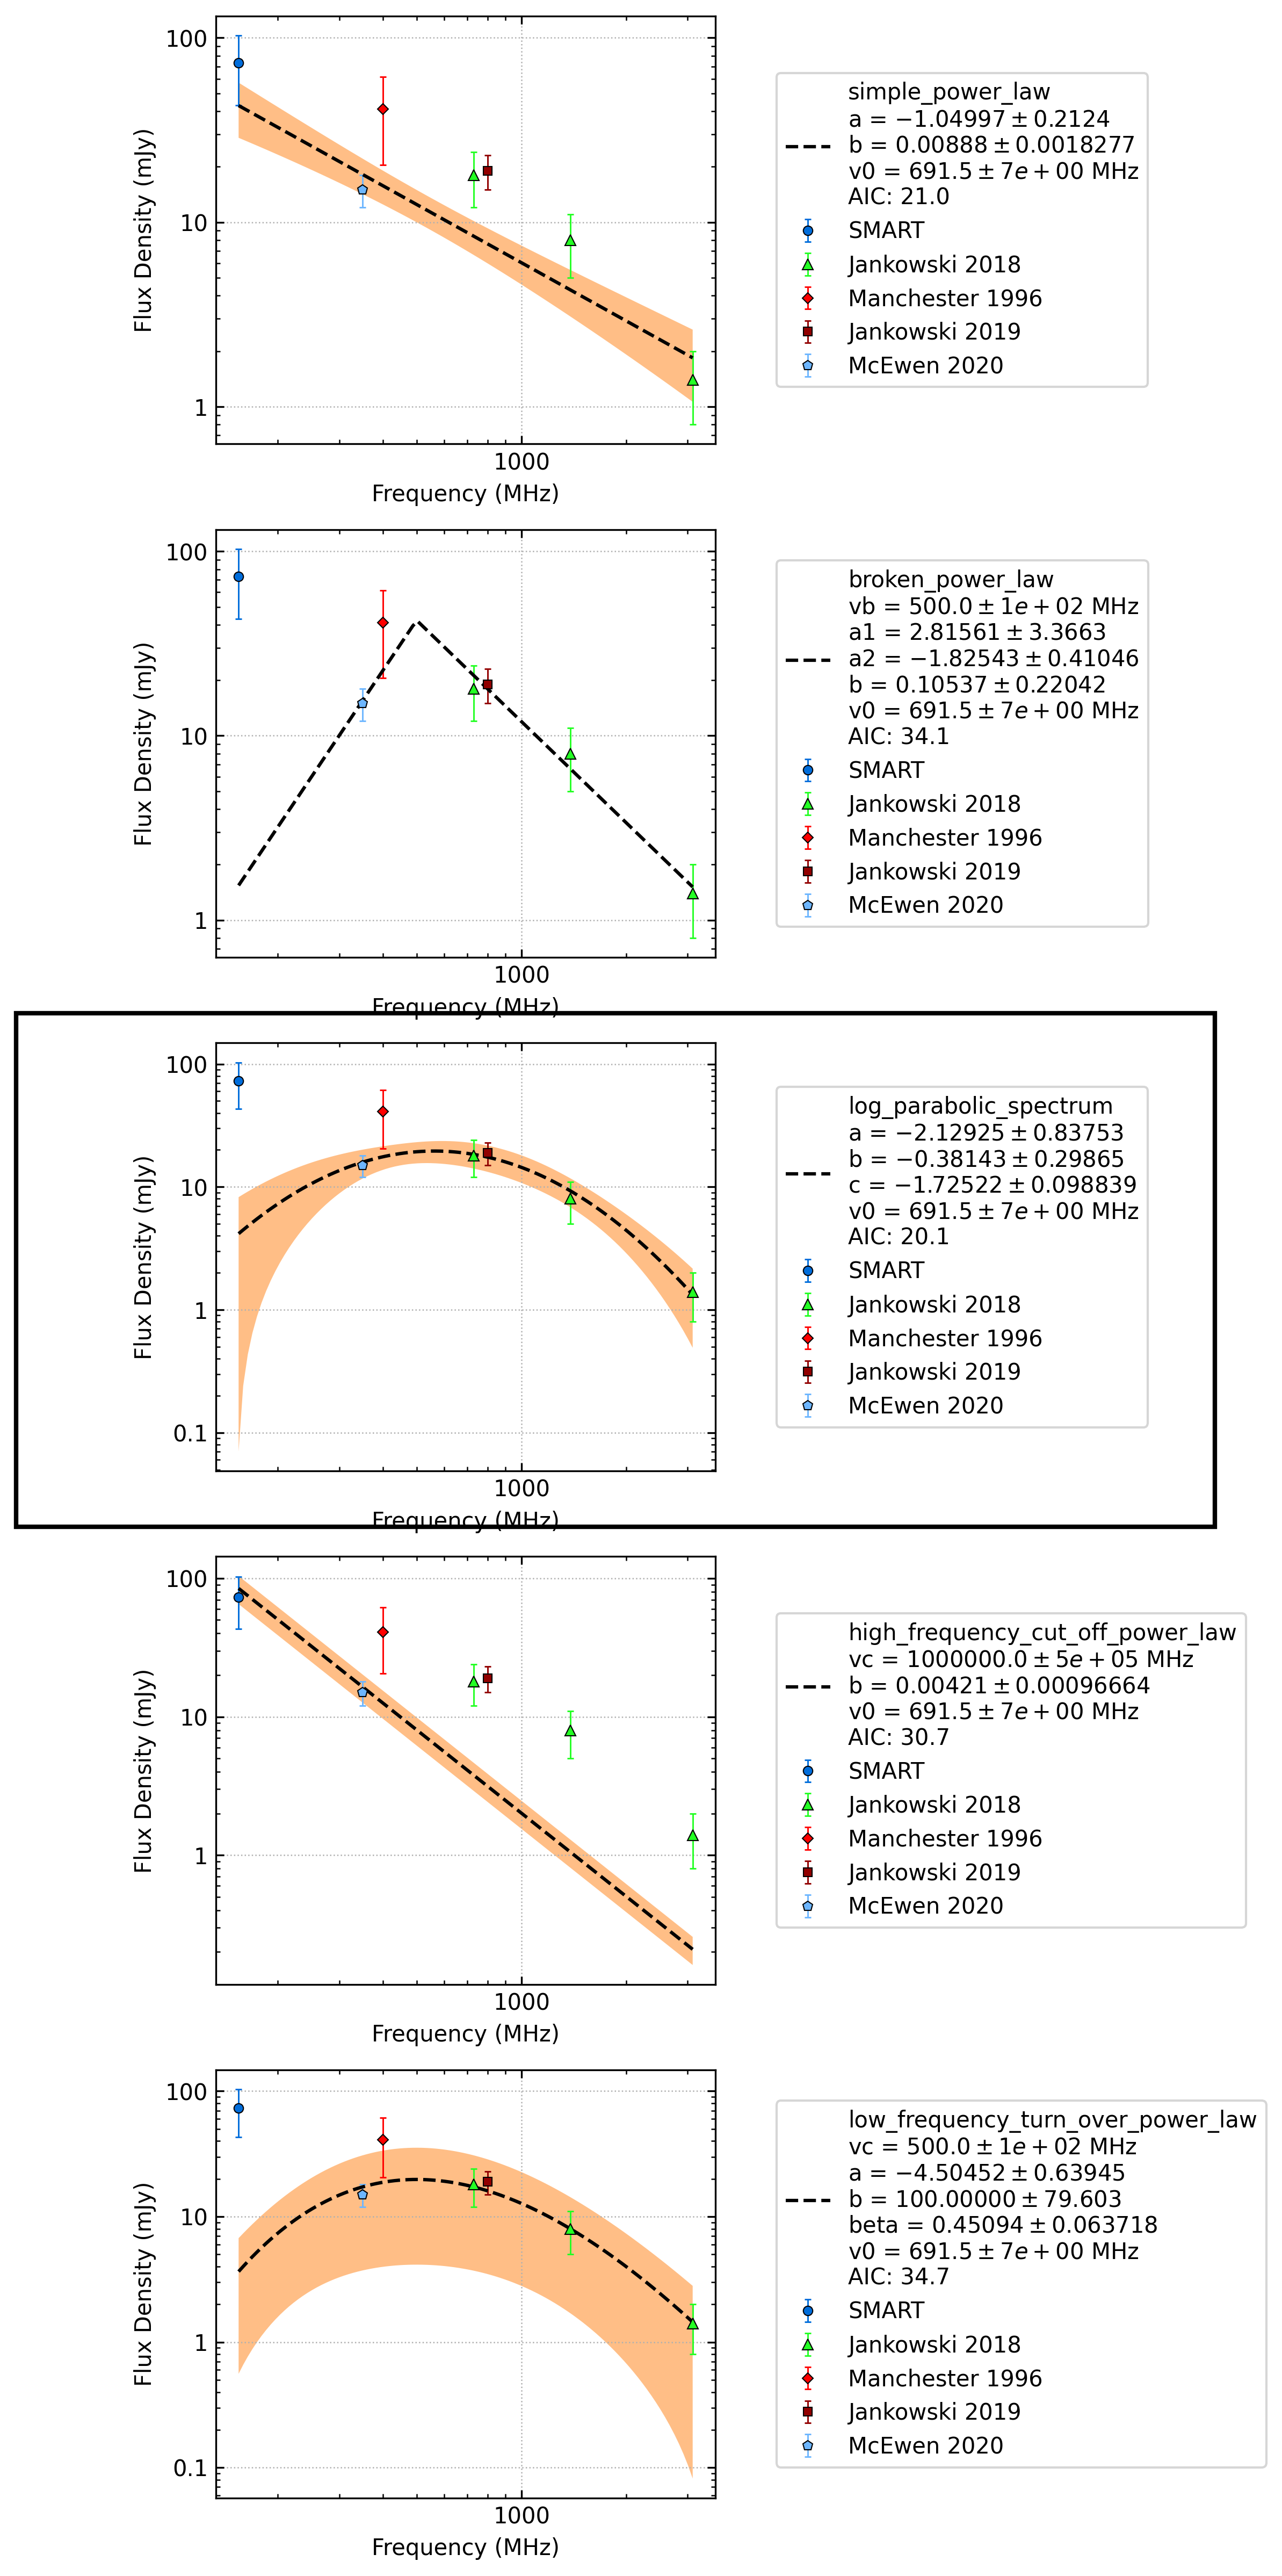 100
10
1
Flux Density (mJy)
1000
Frequency (MHz)
simple_power_law
a = −1.04997 ± 0.2124
b = 0.00888 ± 0.0018277
v0 = 691.5 ± 7e + 00 MHz
AIC: 21.0
SMART
Jankowski 2018
Manchester 1996
Jankowski 2019
McEwen 2020
100
10
1
Flux Density (mJy)
1000
Frequency (MHz)
broken_power_law
vb = 500.0 ± 1e + 02 MHz
a1 = 2.81561 ± 3.3663
a2 = −1.82543 ± 0.41046
b = 0.10537 ± 0.22042
v0 = 691.5 ± 7e + 00 MHz
AIC: 34.1
SMART
Jankowski 2018
Manchester 1996
Jankowski 2019
McEwen 2020
100
10
1
0.1
Flux Density (mJy)
1000
Frequency (MHz)
log_parabolic_spectrum
a = −2.12925 ± 0.83753
b = −0.38143 ± 0.29865
c = −1.72522 ± 0.098839
v0 = 691.5 ± 7e + 00 MHz
AIC: 20.1
SMART
Jankowski 2018
Manchester 1996
Jankowski 2019
McEwen 2020
100
10
1
Flux Density (mJy)
1000
Frequency (MHz)
high_frequency_cut_off_power_law
vc = 1000000.0 ± 5e + 05 MHz
b = 0.00421 ± 0.00096664
v0 = 691.5 ± 7e + 00 MHz
AIC: 30.7
SMART
Jankowski 2018
Manchester 1996
Jankowski 2019
McEwen 2020
100
10
1
0.1
Flux Density (mJy)
1000
Frequency (MHz)
low_frequency_turn_over_power_law
vc = 500.0 ± 1e + 02 MHz
a = −4.50452 ± 0.63945
b = 100.00000 ± 79.603
beta = 0.45094 ± 0.063718
v0 = 691.5 ± 7e + 00 MHz
AIC: 34.7
SMART
Jankowski 2018
Manchester 1996
Jankowski 2019
McEwen 2020